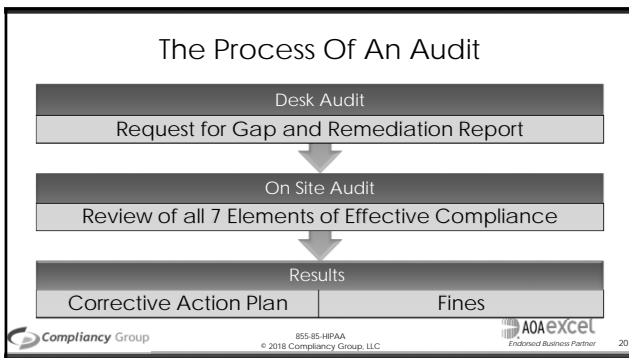 The Process Of An Audit
Desk Audit
Request for Gap and Remediation Report
On Site Audit
Review of all 7 Elements of Effective Compliance
Results
Corrective Action Plan
Fines
Compliancy Group
855-85-HIPAA
© 2018 Compliancy Group, LLC
AOAexcel
Endorsed Business Partner
20